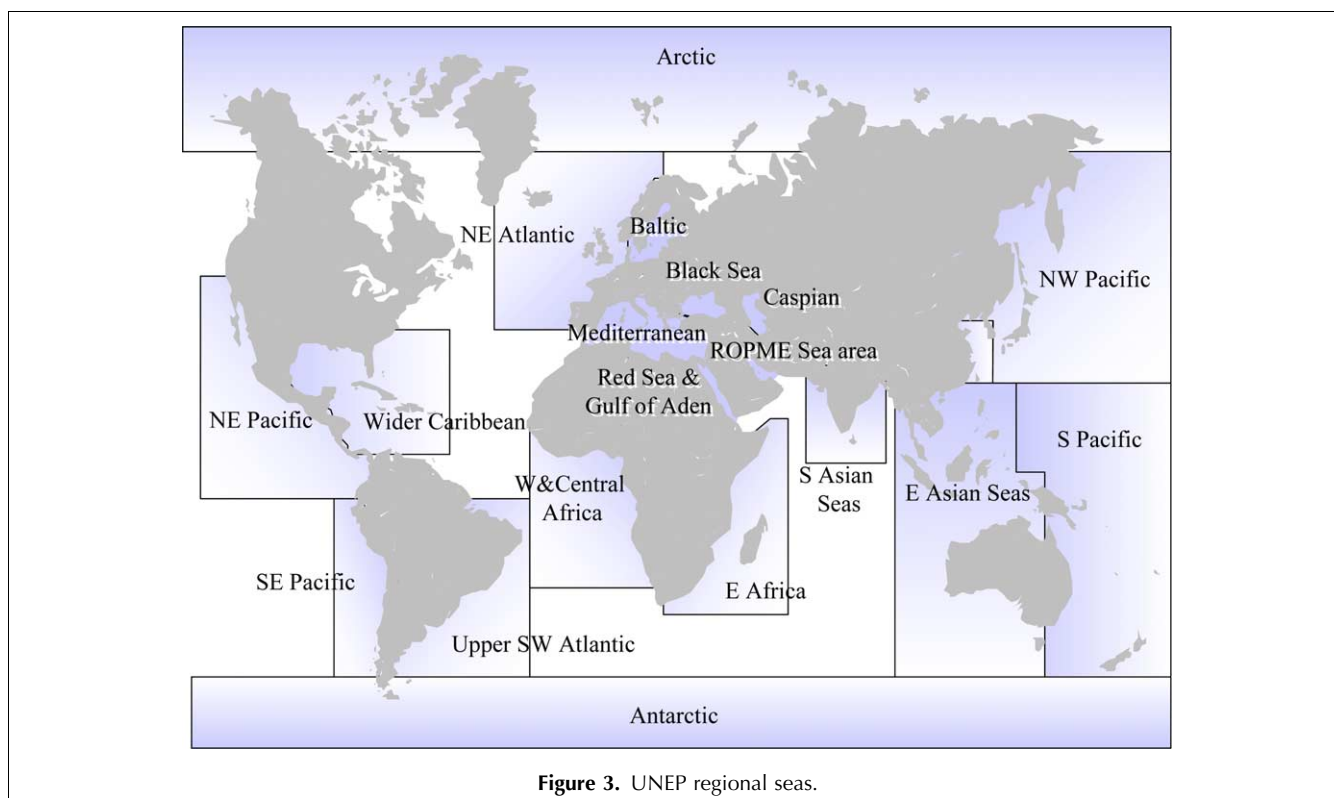 Arctic
NE Atlantic
Baltic
Black Sea
Caspian
NW Pacific
Mediterranean
ROPME Sea area
Red Sea &
Gulf of Aden
NE Pacific
Wider Caribbean
S Pacific
W&Central
Africa
S Asian
Seas
E Asian Seas
SE Pacific
E Africa
Upper SW Atlantic
Antarctic
Figure 3. UNEP regional seas.